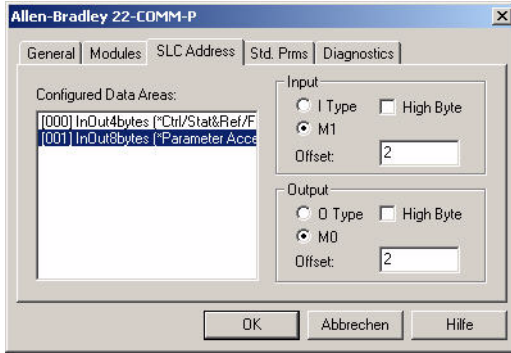 Allen-Bradley 22-COMM-P
General Modules SLC Address Std. Prms Diagnostics
Configured Data Areas:
[000] InOut4bytes (*Ctrl/Stat&Ref/F
[001] InOut8bytes (*Parameter Acce
Input
I Type High Byte
M1
Offset: 2
Output
O Type High Byte
M0
Offset: 2
OK Abbrechen Hilfe